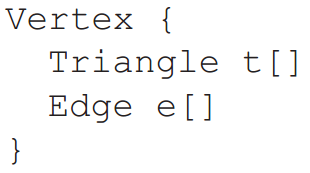 Vertex {
  Triangle t[]
  Edge e[]
}